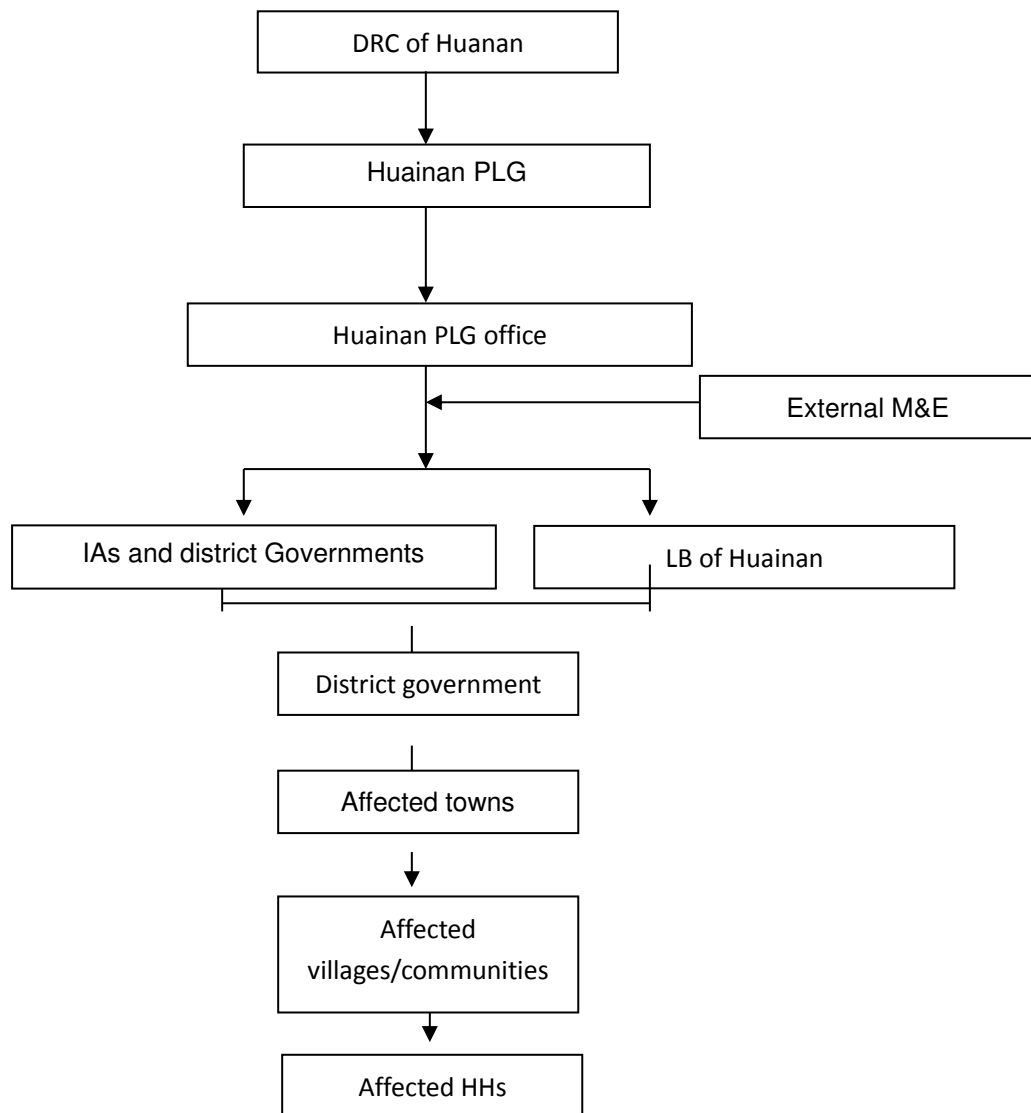 DRC of Huanan
Huainan PLG
Huainan PLG office
External M&E
IAs and district Governments
LB of Huainan
District government
Affected towns
Affected
villages/communities
Affected HHs